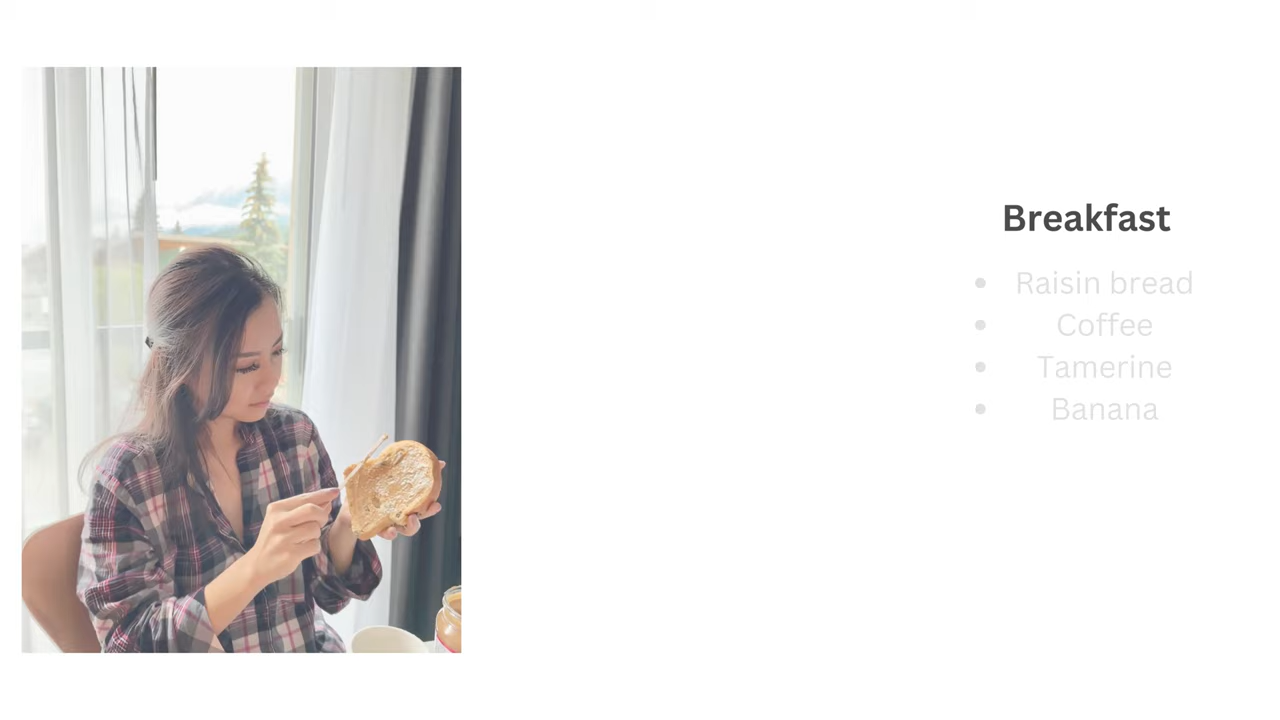 Breakfast
Raisin bread
Coffee
Tamerine
Banana